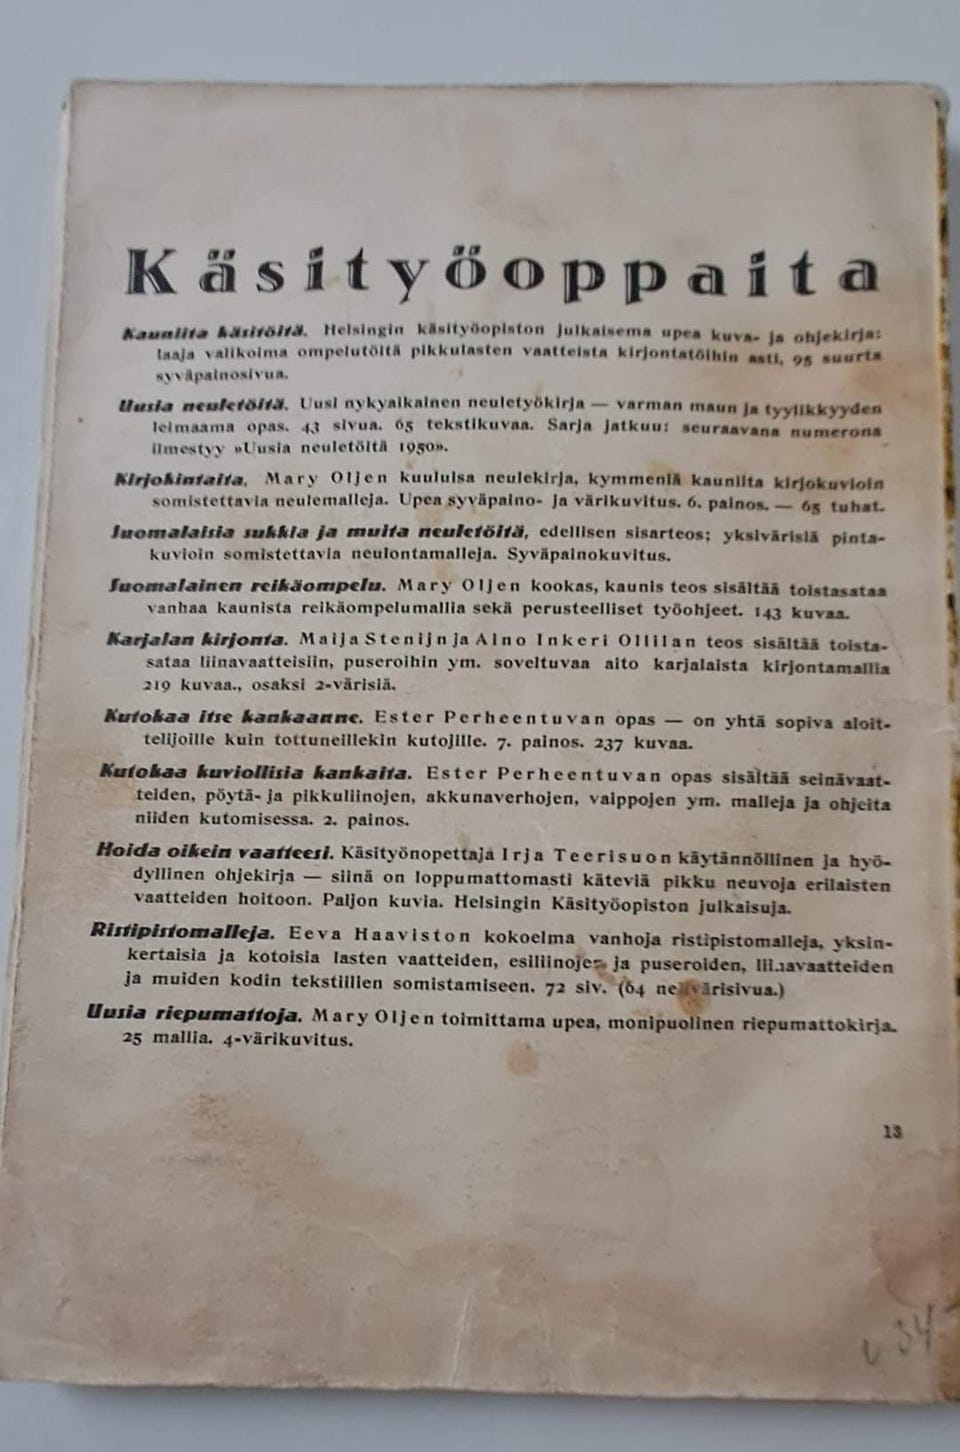 Käsityöoppaita
Kauniita käsitöitä. Helsingin käsityöopiston julkaisema upea kuva- ja ohjekirja:
laaja valikoima ompelutöitä pikkulasten vaatteista kirjontatöihin asti, 95 suurta
syväpainosivua.
Uusia neuletöitä. Uusi nykyaikainen neuletyökirja — varman maun ja tyylikkyyden
leimaama opas. 43 sivua. 65 tekstikuvaa. Sarja jatkuu: seuraavana numerona
ilmestyy »Uusia neuletöitä 1950».
Kirjokintaita, Mary Oljen kuuluisa neulekirja, kymmeniä kauniita kirjokuvioin
somistettavia neulemalleja. Upea syväpaino- ja värikuvitus. 6. painos. — 65 tuhat.
Suomalaisia sukkia ja muita neuletöitä, edellisen sisarteos; yksivärisiä pinta-
kuvioin somistettavia neulontamalleja. Syväpainokuvitus.
Suomalainen reikäompelu. Mary Oljen kookas, kaunis teos sisältää toistasataa
vanhaa kaunista reikäompelumallia sekä perusteelliset työohjeet. 143 kuvaa.
Karjalan kirjonta. Maija Stenijn ja Aino Inkeri Ollilan teos sisältää toista-
sataa liinavaatteisiin, puseroihin ym. soveltuvaa aito karjalaista kirjontamallia
219 kuvaa., osaksi 2-värisiä.
Kutokaa itse kankaanne. Ester Perheentuvan opas — on yhtä sopiva aloit-
telijoille kuin tottuneillekin kutojille. 7. painos. 237 kuvaa.
Kutokaa kuviollisia kankaita. Ester Perheentuvan opas sisältää seinävaat-
teiden, pöytä- ja pikkuliinojen, akkunaverhojen, vaippojen ym. malleja ja ohjeita
niiden kutomisessa. 2. painos.
Hoida oikein vaatteesi. Käsityönopettaja Irja Teerisuon käytännöllinen ja hyö-
dyllinen ohjekirja — siinä on loppumattomasti käteviä pikku neuvoja erilaisten
vaatteiden hoitoon. Paljon kuvia. Helsingin Käsityöopiston julkaisuja.
Ristipistomalleja. Eeva Haaviston kokoelma vanhoja ristipistomalleja, yksin-
kertaisia ja kotoisia lasten vaatteiden, esiliinojen ja puseroiden, liinavaatteiden
ja muiden kodin tekstiilien somistamiseen. 72 siv. (64 nelivärisivua.)
Uusia riepumattoja. Mary Oljen toimittama upea, monipuolinen riepumattokirja.
25 mallia. 4-värikuvitus.
13
34